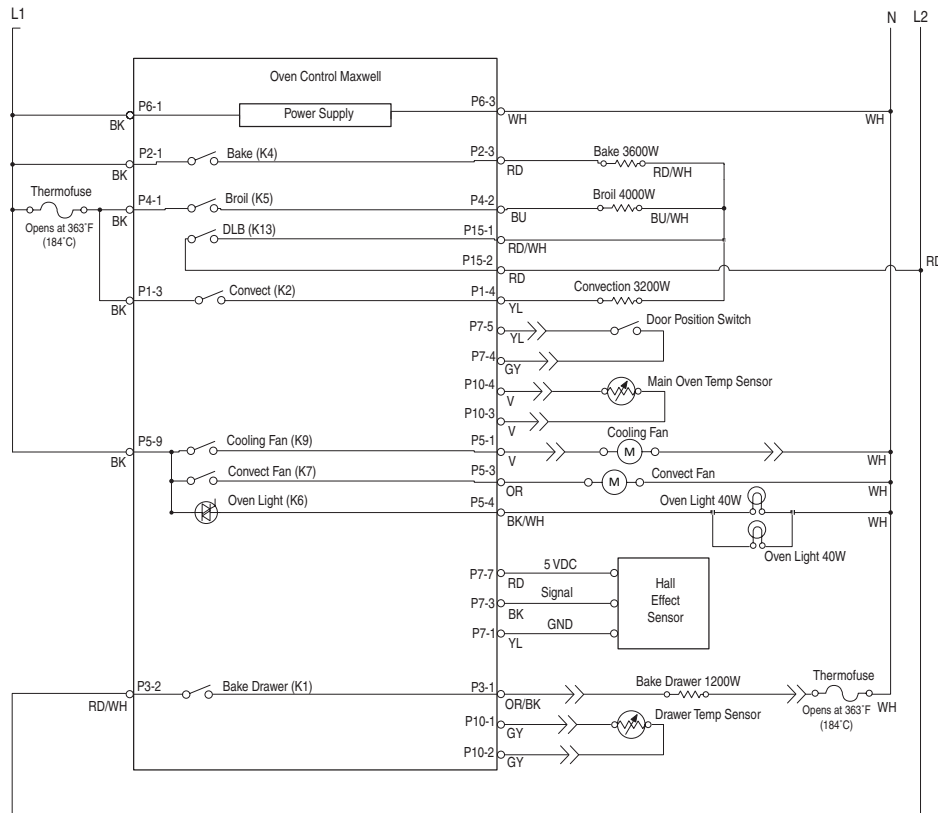 L1
N
L2
Oven Control Maxwell
P6-1
BK
Power Supply
P6-3
WH
WH
P2-1
BK
Bake (K4)
P2-3
RD
Bake 3600W
RD/WH
Thermofuse
Opens at 363˚F
(184˚C)
P4-1
BK
Broil (K5)
P4-2
BU
Broil 4000W
BU/WH
DLB (K13)
P15-1
RD/WH
P15-2
RD
RD
P1-3
BK
Convect (K2)
P1-4
YL
Convection 3200W
P7-5
YL
Door Position Switch
P7-4
GY
P10-4
V
Main Oven Temp Sensor
P10-3
V
P5-9
BK
Cooling Fan (K9)
P5-1
V
Cooling Fan
M
WH
Convect Fan (K7)
P5-3
OR
M
Convect Fan
WH
Oven Light (K6)
P5-4
BK/WH
Oven Light 40W
WH
Oven Light 40W
P7-7
RD
5 VDC
P7-3
BK
Signal
P7-1
YL
GND
Hall
Effect
Sensor
P3-2
RD/WH
Bake Drawer (K1)
P3-1
OR/BK
Bake Drawer 1200W
Thermofuse
Opens at 363˚F
(184˚C)
WH
P10-1
GY
Drawer Temp Sensor
P10-2
GY